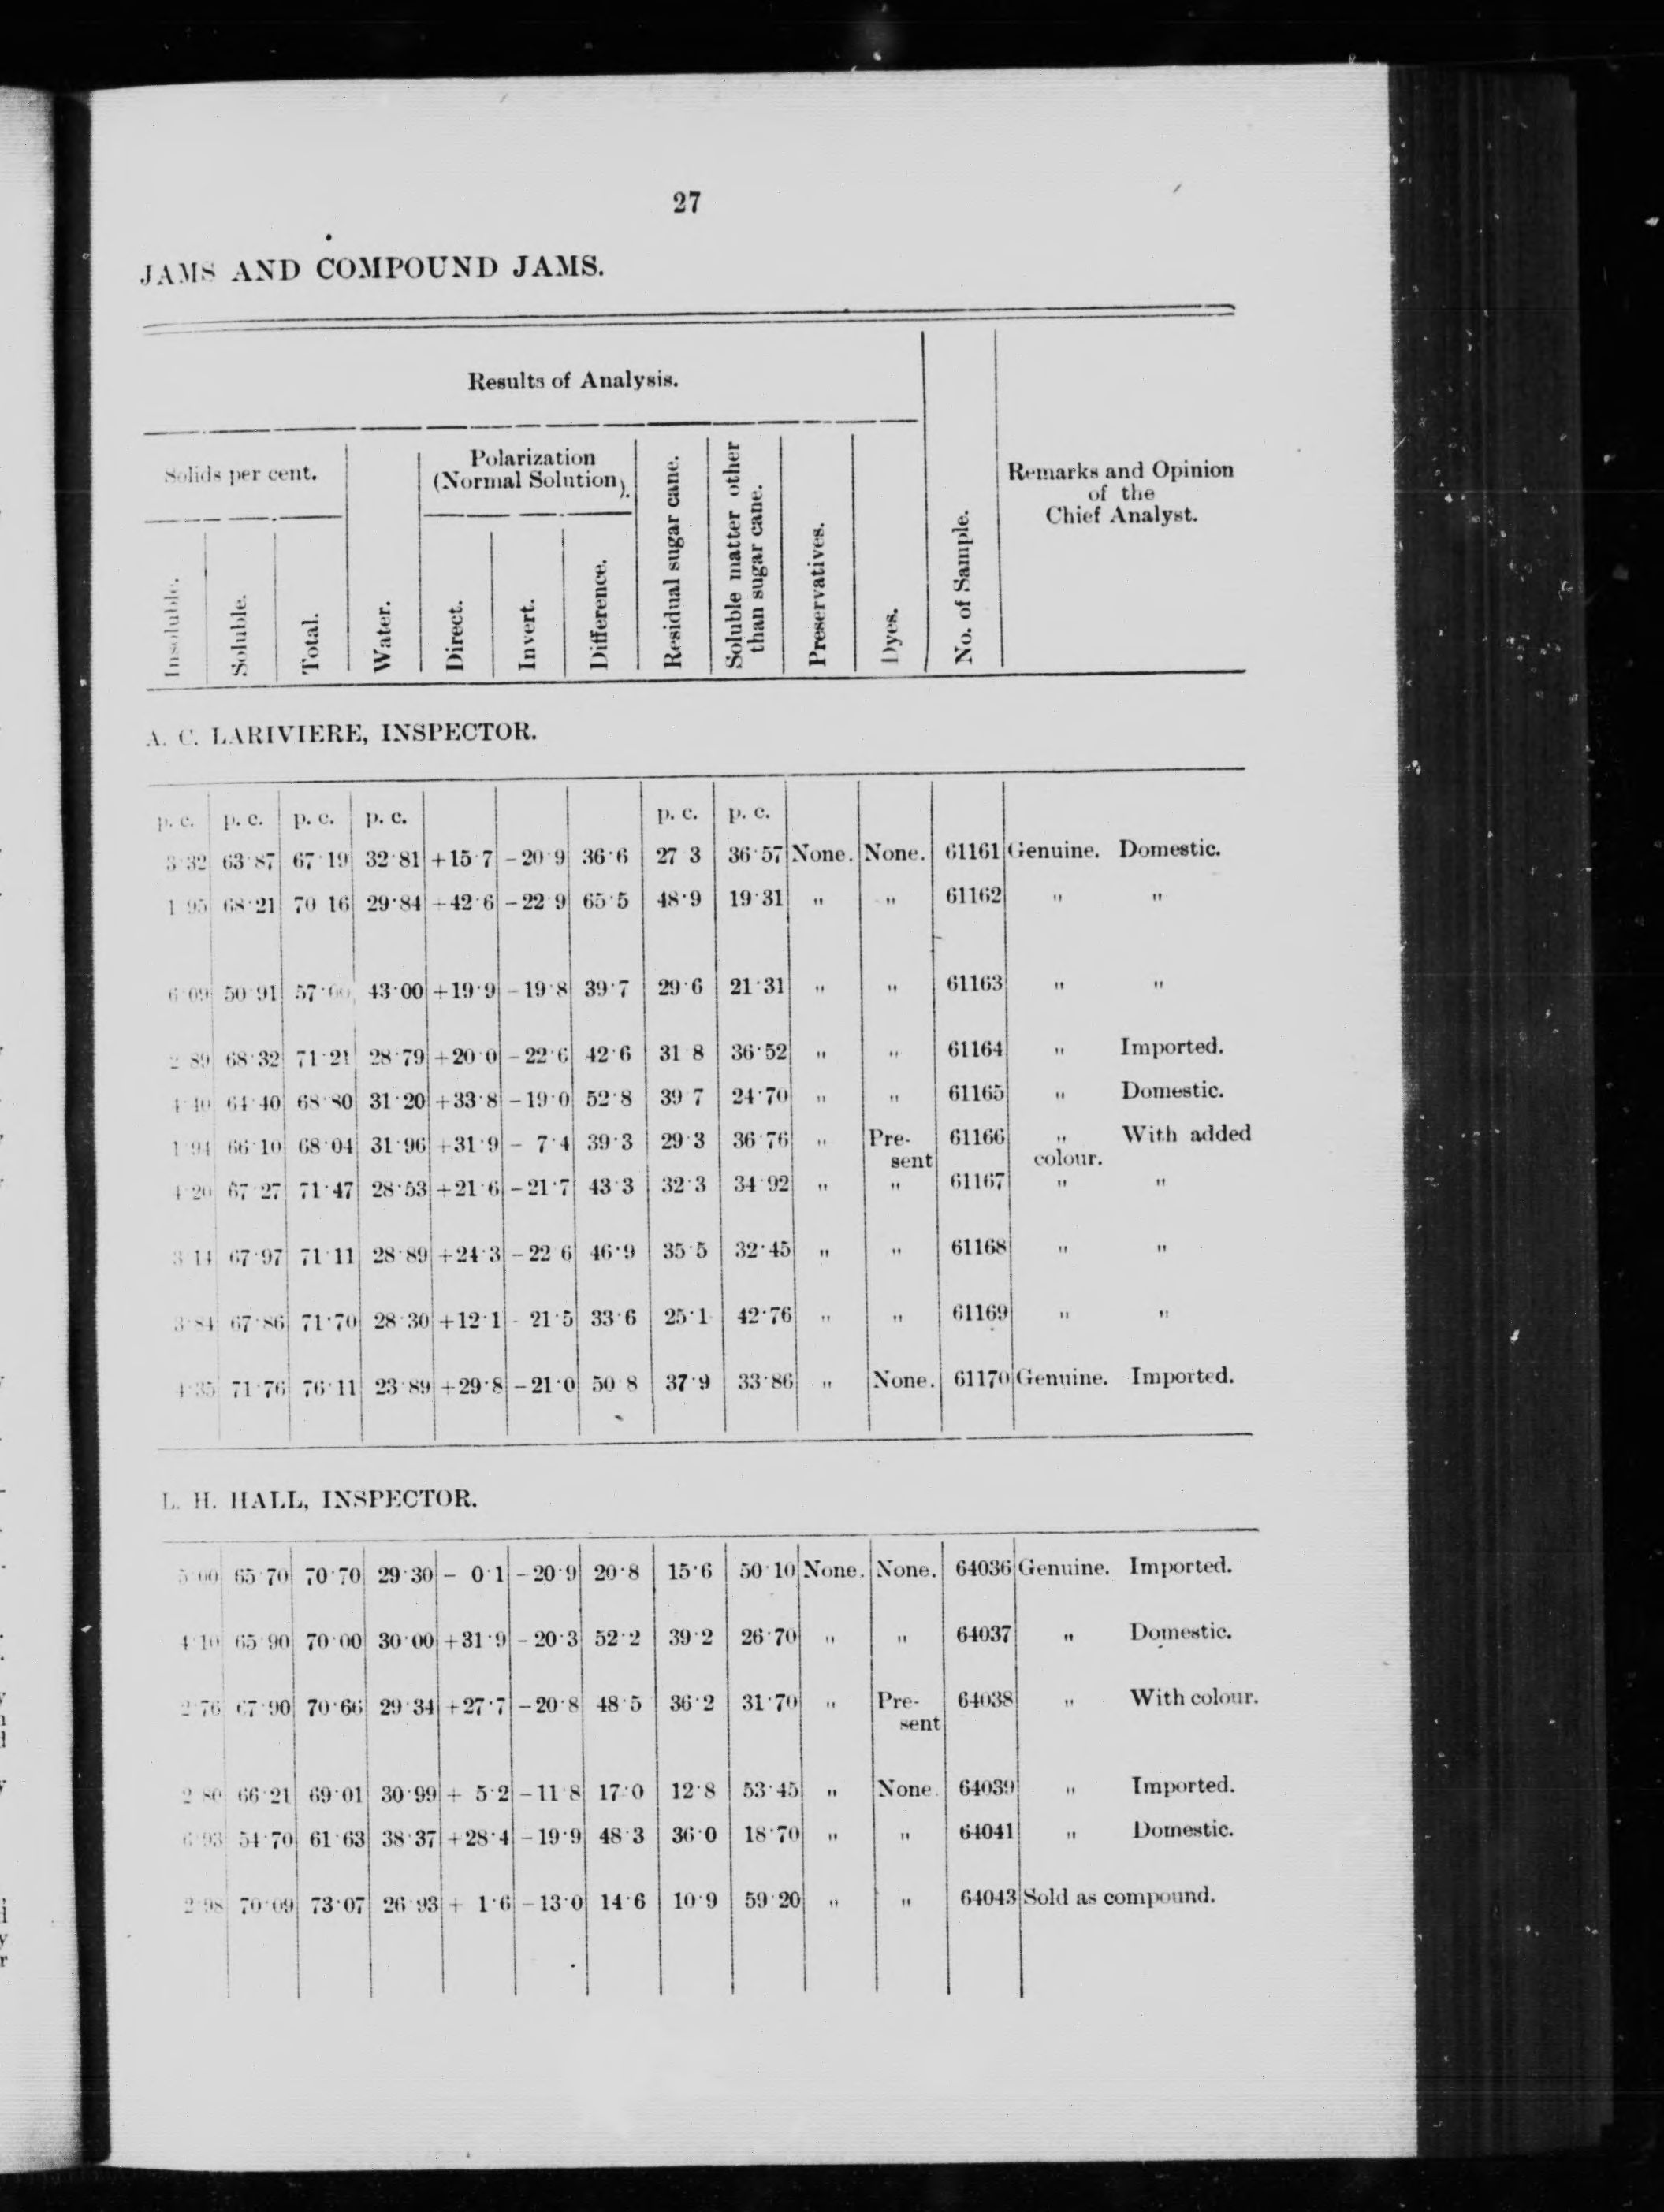 27
JAMS AND COMPOUND JAMS.
Results of Analysis.
Solids per cent.
Polarization
(Normal Solution).
Remarks and Opinion
of the
Chief Analyst.
Insoluble.
Soluble.
Total.
Water.
Direct.
Invert.
Difference.
Residual sugar cane.
Soluble matter other
than sugar cane.
Preservatives.
Dyes.
No. of Sample.
A. C. LARIVIERE, INSPECTOR.
p. c. p. c. p. c. p. c. p. c. p. c.
3·32 63·87 67·19 32·81 +15·7 -20·9 36·6 27·3 36·57 None. None. 61161 Genuine. Domestic.
1·95 68·21 70·16 29·84 +42·6 -22·9 65·5 48·9 19·31 " " 61162 " "
6·09 50·91 57·00 43·00 +19·9 -19·8 39·7 29·6 21·31 " " 61163 " "
2·89 68·32 71·21 28·79 +20·0 -22·6 42·6 31·8 36·52 " " 61164 " Imported.
4·40 64·40 68·80 31·20 +33·8 -19·0 52·8 39·7 24·70 " " 61165 " Domestic.
1·94 66·10 68·04 31·96 +31·9 - 7·4 39·3 29·3 36·76 " Pre- 61166 " With added
sent colour.
4·20 67·27 71·47 28·53 +21·6 -21·7 43·3 32·3 34·92 " " 61167 " "
3·14 67·97 71·11 28·89 +24·3 -22·6 46·9 35·5 32·45 " " 61168 " "
3·84 67·86 71·70 28·30 +12·1 - 21·5 33·6 25·1 42·76 " " 61169 " "
4·35 71·76 76·11 23·89 +29·8 -21·0 50·8 37·9 33·86 " None. 61170 Genuine. Imported.
L. H. HALL, INSPECTOR.
5·00 65·70 70·70 29·30 - 0·1 -20·9 20·8 15·6 50·10 None. None. 64036 Genuine. Imported.
4·10 65·90 70·00 30·00 +31·9 -20·3 52·2 39·2 26·70 " " 64037 " Domestic.
2·76 67·90 70·66 29·34 +27·7 -20·8 48·5 36·2 31·70 " Pre- 64038 " With colour.
sent
2·80 66·21 69·01 30·99 + 5·2 -11·8 17·0 12·8 53·45 " None. 64039 " Imported.
6·93 54·70 61·63 38·37 +28·4 -19·9 48·3 36·0 18·70 " " 64041 " Domestic.
2·98 70·09 73·07 26·93 + 1·6 -13·0 14·6 10·9 59·20 " " 64043 Sold as compound.